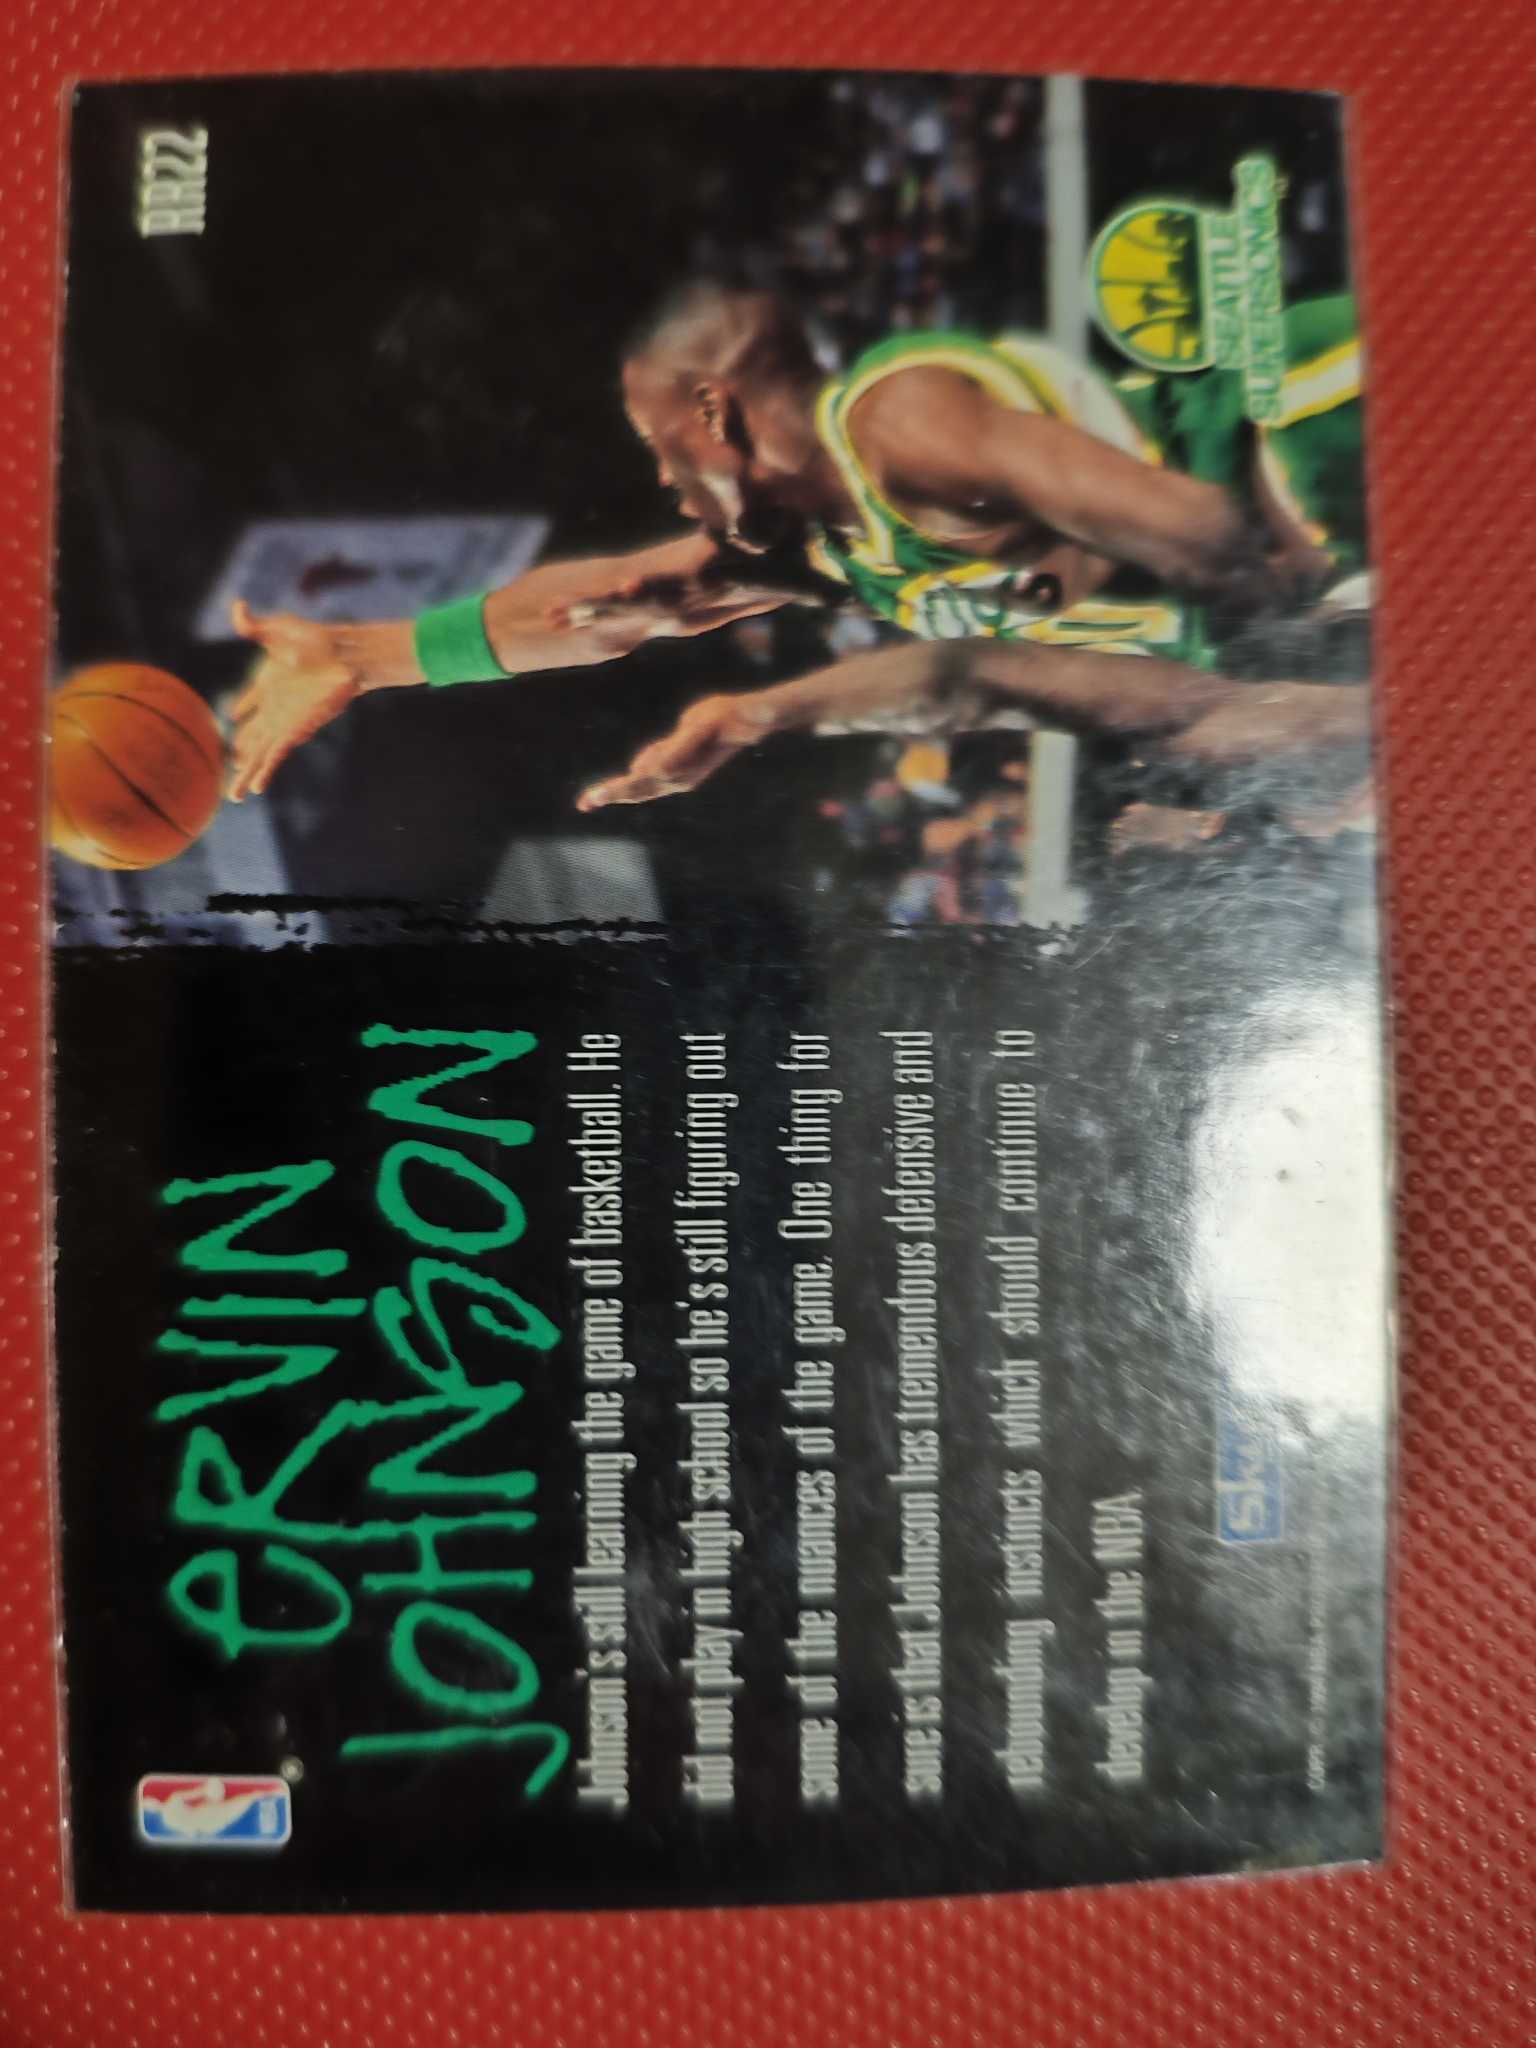 eRVIN
JOHNSON
Johnson's still learning the game of basketball. He
did not play in high school so he's still figuring out
some of the nuances of the game. One thing for
sure is that Johnson has tremendous defensive and
rebounding instincts which should continue to
develop in the NBA.
RR22
SEATTLE
SUPERSONICS
NBA